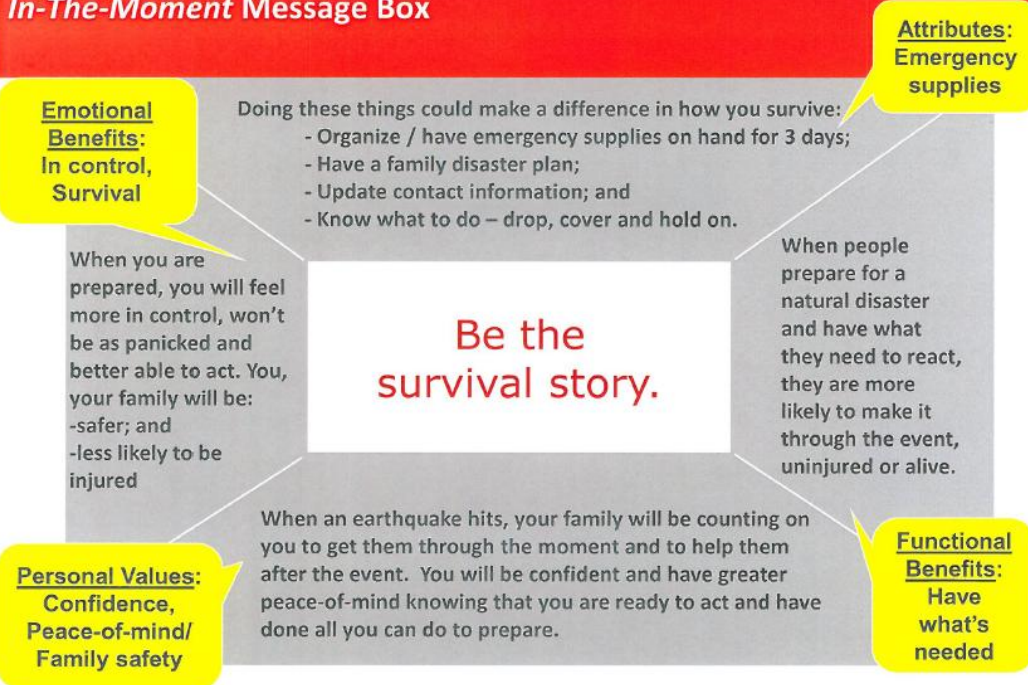 In-The-Moment Message Box
Attributes:
Emergency
supplies
Emotional
Benefits:
In control,
Survival
Doing these things could make a difference in how you survive:
- Organize / have emergency supplies on hand for 3 days;
- Have a family disaster plan;
- Update contact information; and
- Know what to do – drop, cover and hold on.
When you are
prepared, you will feel
more in control, won't
be as panicked and
better able to act. You,
your family will be:
-safer; and
-less likely to be
injured
Be the
survival story.
When people
prepare for a
natural disaster
and have what
they need to react,
they are more
likely to make it
through the event,
uninjured or alive.
When an earthquake hits, your family will be counting on
you to get them through the moment and to help them
after the event. You will be confident and have greater
peace-of-mind knowing that you are ready to act and have
done all you can do to prepare.
Personal Values:
Confidence,
Peace-of-mind/
Family safety
Functional
Benefits:
Have
what's
needed